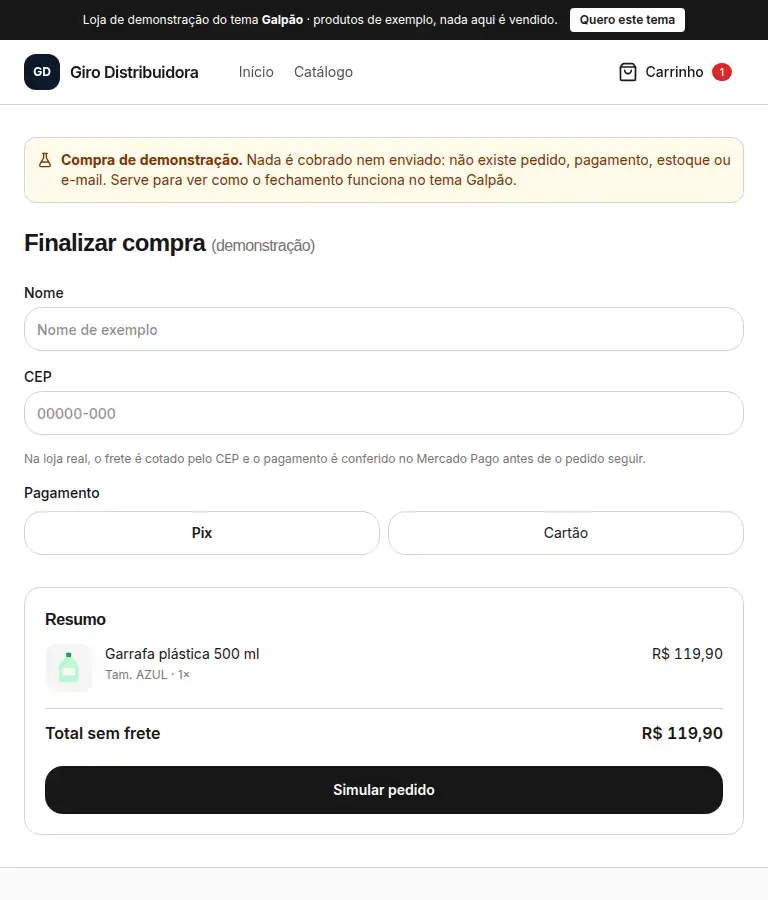 Loja de demonstração do tema Galpão · produtos de exemplo, nada aqui é vendido. Quero este tema
GD Giro Distribuidora Início Catálogo Carrinho 1
Compra de demonstração. Nada é cobrado nem enviado: não existe pedido, pagamento, estoque ou
e-mail. Serve para ver como o fechamento funciona no tema Galpão.
Finalizar compra (demonstração)
Nome
Nome de exemplo
CEP
00000-000
Na loja real, o frete é cotado pelo CEP e o pagamento é conferido no Mercado Pago antes de o pedido seguir.
Pagamento
Pix Cartão
Resumo
Garrafa plástica 500 ml R$ 119,90
Tam. AZUL · 1×
Total sem frete R$ 119,90
Simular pedido